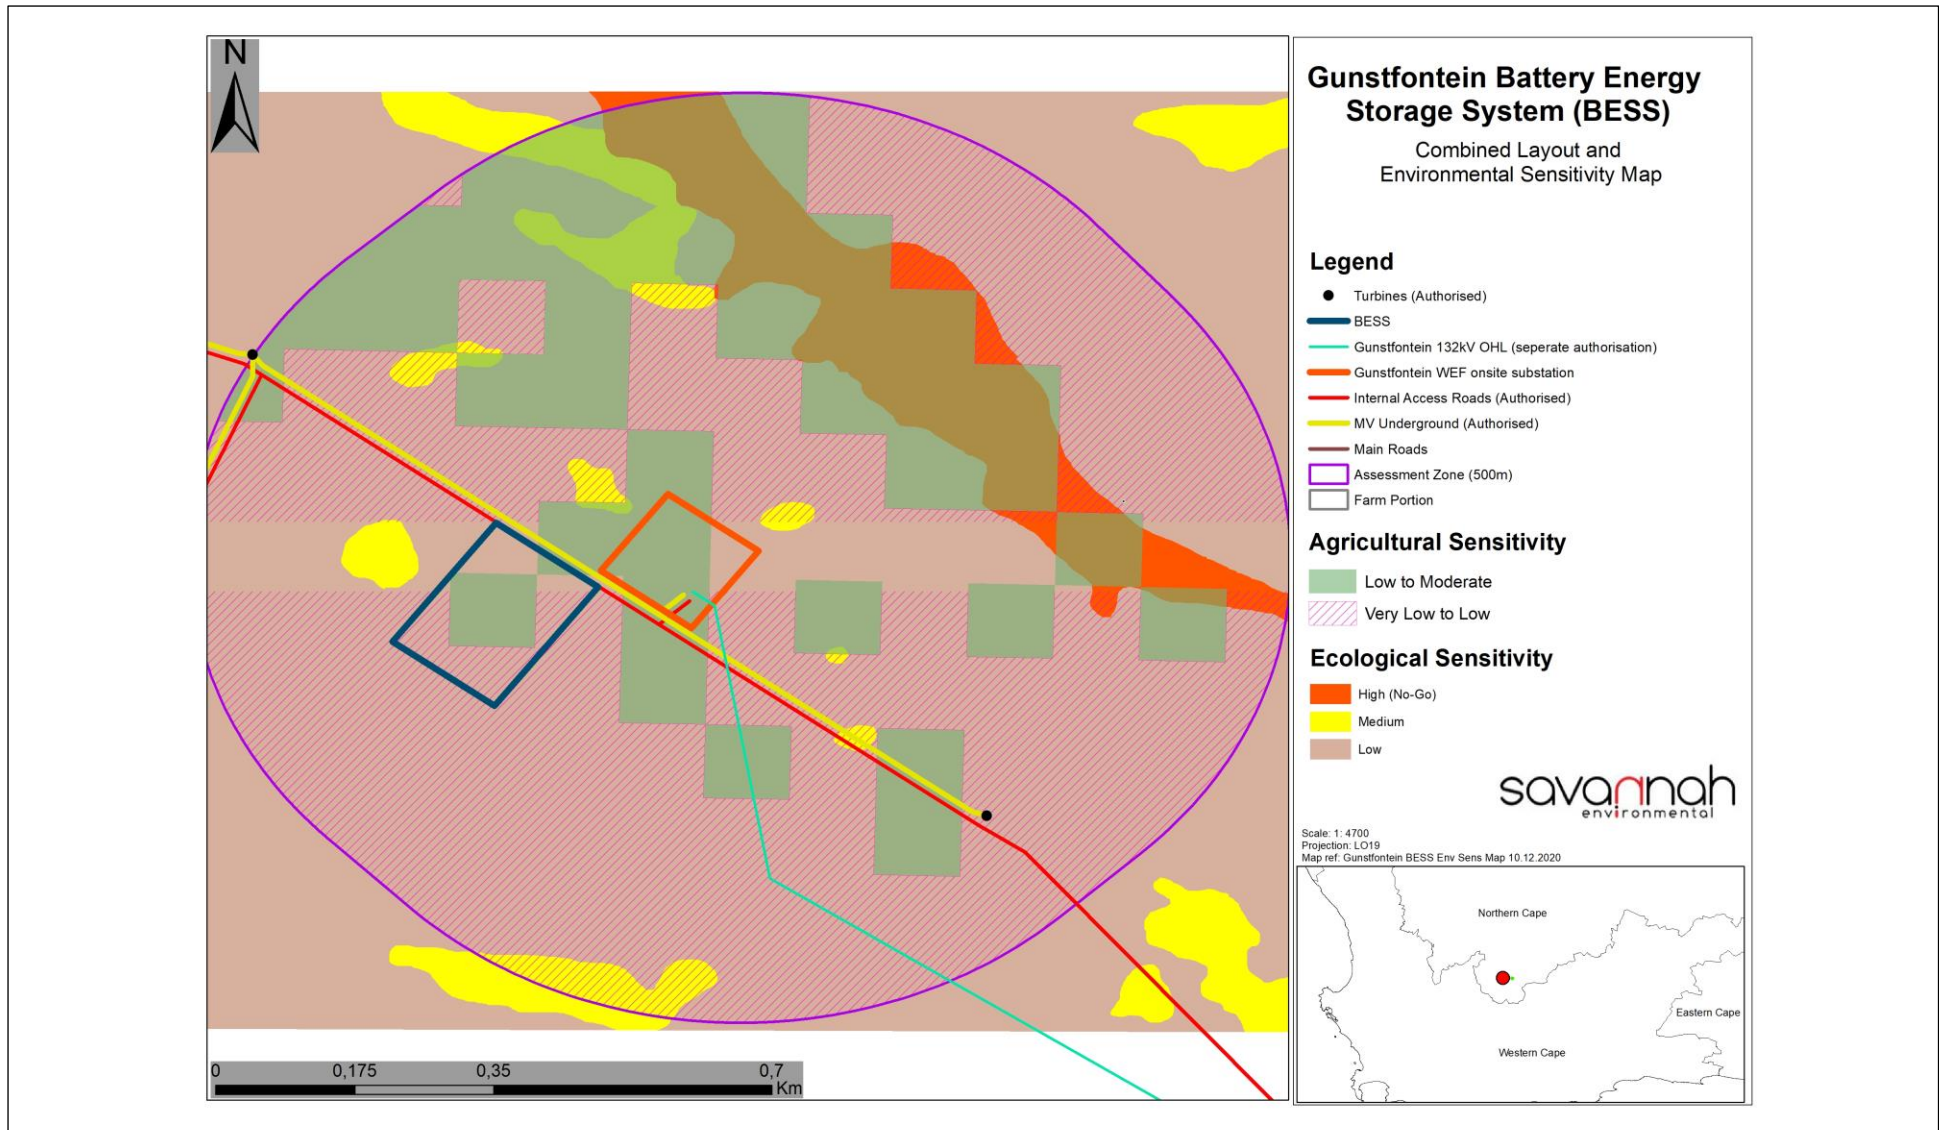 N
Gunstfontein Battery Energy
Storage System (BESS)
Combined Layout and
Environmental Sensitivity Map
Legend
Turbines (Authorised)
BESS
Gunstfontein 132kV OHL (seperate authorisation)
Gunstfontein WEF onsite substation
Internal Access Roads (Authorised)
MV Underground (Authorised)
Main Roads
Assessment Zone (500m)
Farm Portion
Agricultural Sensitivity
Low to Moderate
Very Low to Low
Ecological Sensitivity
High (No-Go)
Medium
Low
savannah
environmental
Scale: 1: 4700
Projection: LO19
Map ref: Gunstfontein BESS Env Sens Map 10.12.2020
Northern Cape
Eastern Cape
Western Cape
0 0,175 0,35 0,7
Km